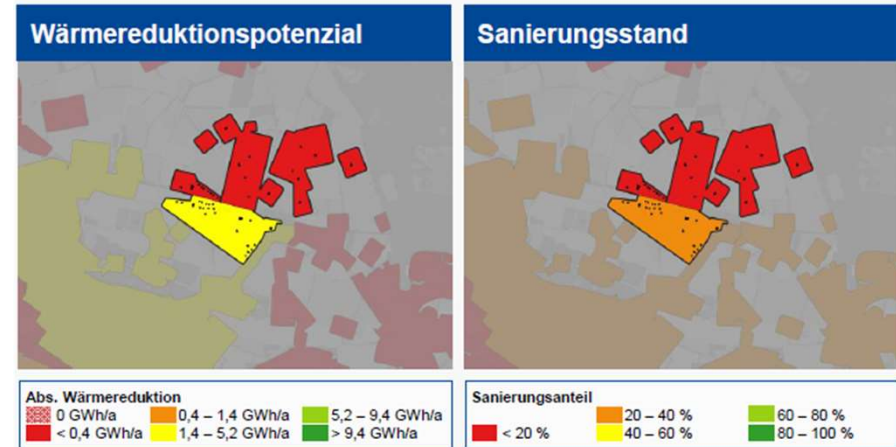 Wärmereduktionspotenzial
Sanierungsstand
Abs. Wärmereduktion
0 GWh/a 0,4 – 1,4 GWh/a 5,2 – 9,4 GWh/a
< 0,4 GWh/a 1,4 – 5,2 GWh/a > 9,4 GWh/a
Sanierungsanteil
20 – 40 % 60 – 80 %
< 20 % 40 – 60 % 80 – 100 %